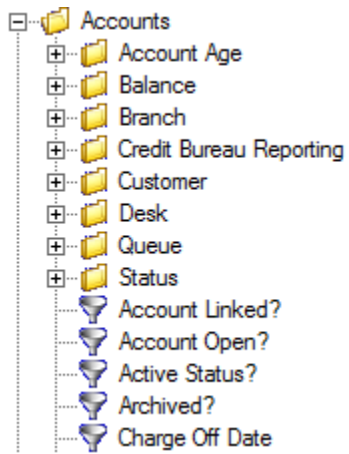 Accounts
Account Age
Balance
Branch
Credit Bureau Reporting
Customer
Desk
Queue
Status
Account Linked?
Account Open?
Active Status?
Archived?
Charge Off Date